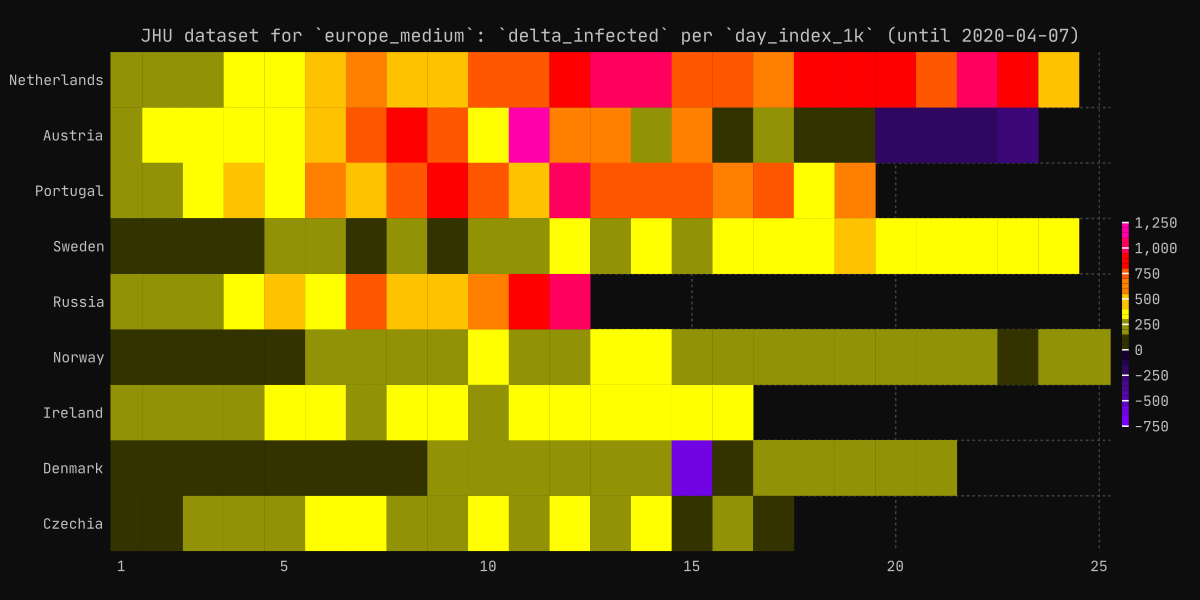 JHU dataset for `europe_medium`: `delta_infected` per `day_index_1k` (until 2020-04-07)
Netherlands
Austria
Portugal
Sweden
Russia
Norway
Ireland
Denmark
Czechia
1,250
1,000
750
500
250
0
-250
-500
-750
1 5 10 15 20 25